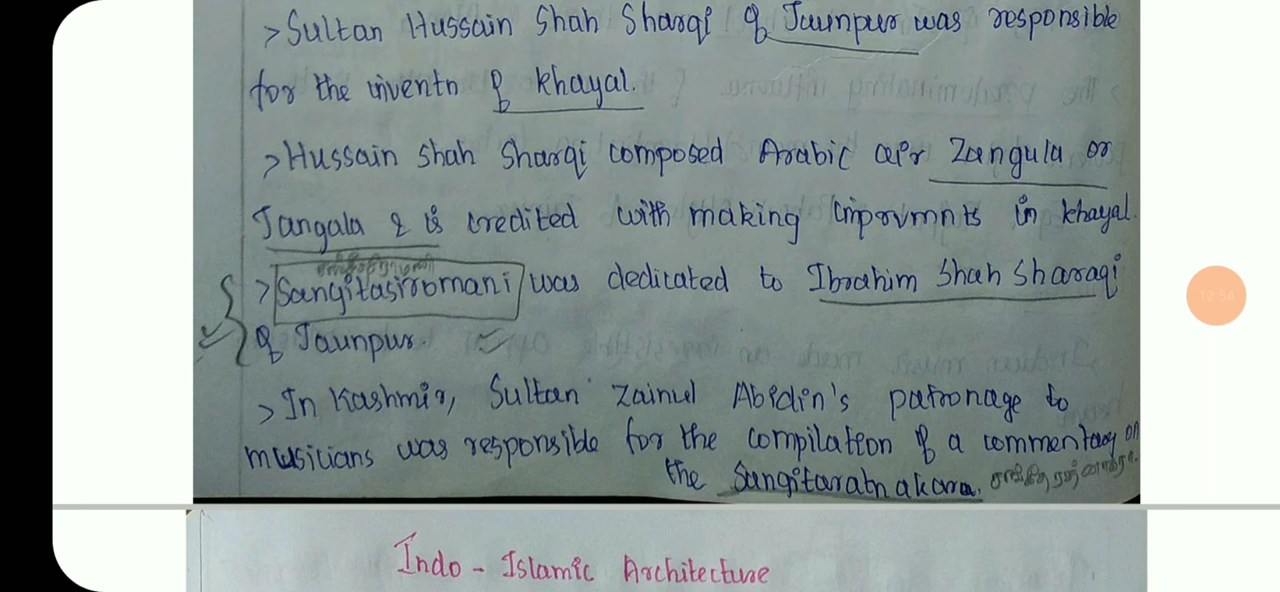 > Sultan Hussain Shah Sharqi of Jaunpur was responsible
for the inventn of khayal.
> Hussain Shah Sharqi composed Arabic Zangula or
Jangala & is credited with making impovmnts in khayal.
> Sangitasiromani was dedicated to Ibrahim Shah Sharaqi
of Jaunpur.
> In Kashmir, Sultan Zainul Abidin's patronage to
musicians was responsible for the compilation of a commentary on
the Sangitaratnakara.
Indo - Islamic Architecture
12:54